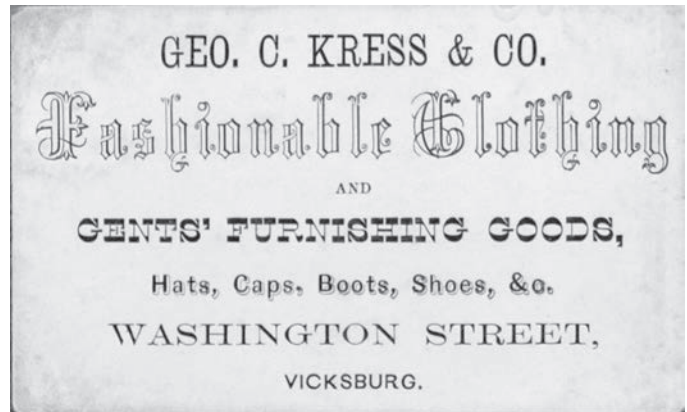 GEO. C. KRESS & CO.
Fashionable Clothing
AND
GENTS' FURNISHING GOODS,
Hats, Caps, Boots, Shoes, &c.
WASHINGTON STREET,
VICKSBURG.